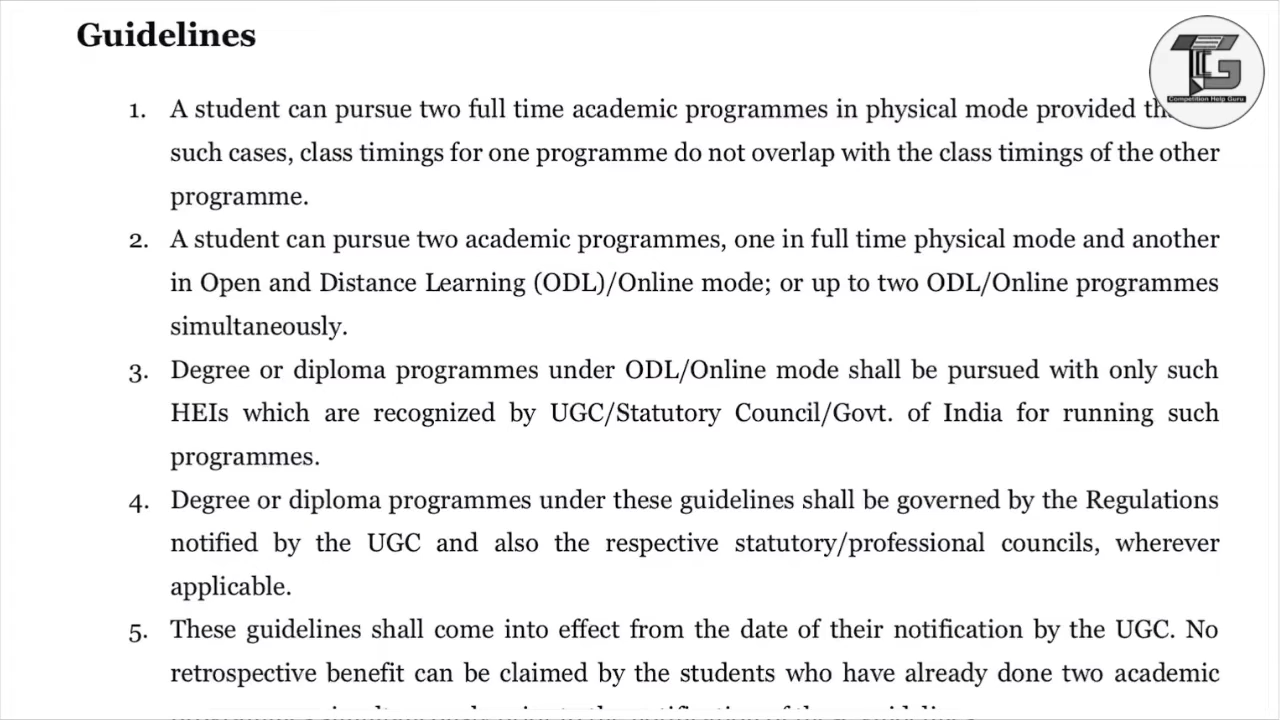 Guidelines
Competition Help Guru
1. A student can pursue two full time academic programmes in physical mode provided
such cases, class timings for one programme do not overlap with the class timings of the other
programme.
2. A student can pursue two academic programmes, one in full time physical mode and another
in Open and Distance Learning (ODL)/Online mode; or up to two ODL/Online programmes
simultaneously.
3. Degree or diploma programmes under ODL/Online mode shall be pursued with only such
HEIs which are recognized by UGC/Statutory Council/Govt. of India for running such
programmes.
4. Degree or diploma programmes under these guidelines shall be governed by the Regulations
notified by the UGC and also the respective statutory/professional councils, wherever
applicable.
5. These guidelines shall come into effect from the date of their notification by the UGC. No
retrospective benefit can be claimed by the students who have already done two academic